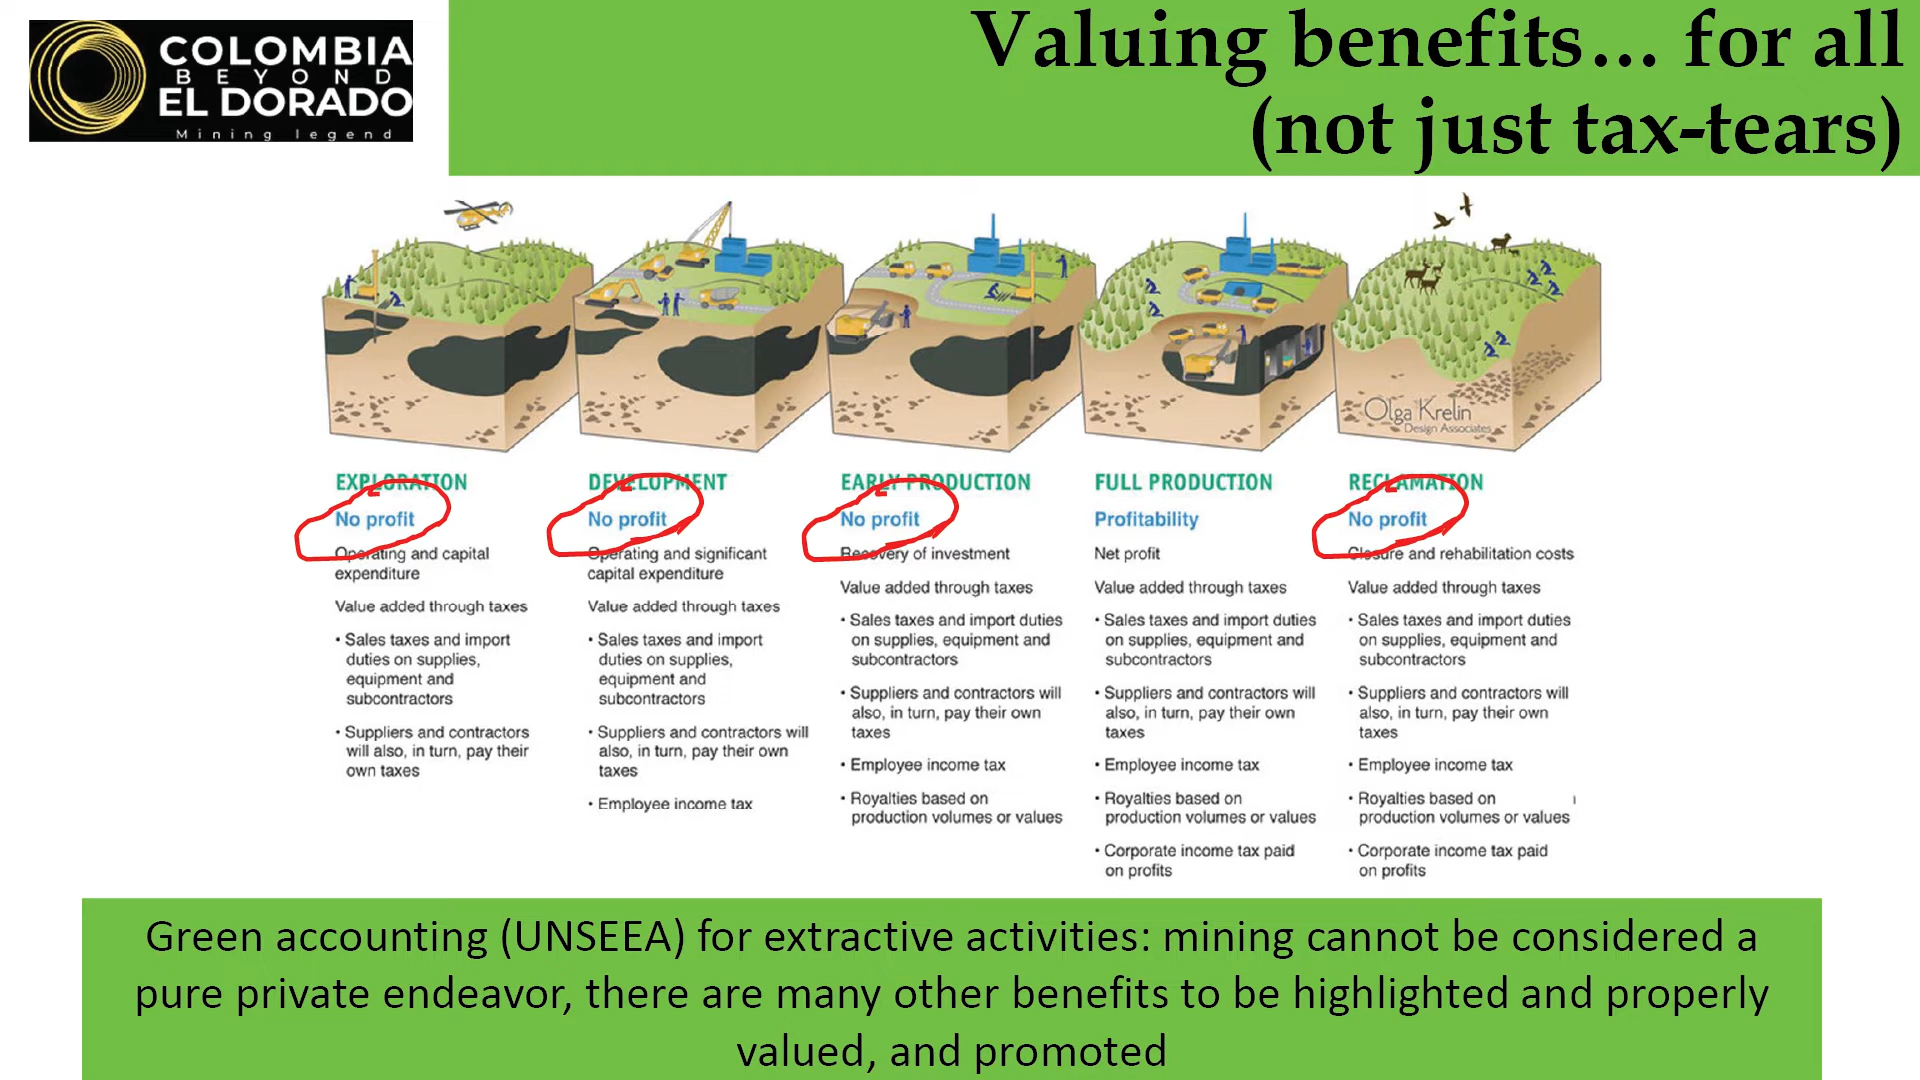 COLOMBIA
BEYOND
EL DORADO
Mining legend
Valuing benefits... for all
(not just tax-tears)
Olga Krelin
Design Associates
EXPLORATION
No profit
Operating and capital
expenditure
Value added through taxes
• Sales taxes and import
duties on supplies,
equipment and
subcontractors
• Suppliers and contractors
will also, in turn, pay their
own taxes
DEVELOPMENT
No profit
Operating and significant
capital expenditure
Value added through taxes
• Sales taxes and import
duties on supplies,
equipment and
subcontractors
• Suppliers and contractors will
also, in turn, pay their own
taxes
• Employee income tax
EARLY PRODUCTION
No profit
Recovery of investment
Value added through taxes
• Sales taxes and import duties
on supplies, equipment and
subcontractors
• Suppliers and contractors will
also, in turn, pay their own
taxes
• Employee income tax
• Royalties based on
production volumes or values
FULL PRODUCTION
Profitability
Net profit
Value added through taxes
• Sales taxes and import duties
on supplies, equipment and
subcontractors
• Suppliers and contractors will
also, in turn, pay their own
taxes
• Employee income tax
• Royalties based on
production volumes or values
• Corporate income tax paid
on profits
RECLAMATION
No profit
Closure and rehabilitation costs
Value added through taxes
• Sales taxes and import duties
on supplies, equipment and
subcontractors
• Suppliers and contractors will
also, in turn, pay their own
taxes
• Employee income tax
• Royalties based on
production volumes or values
• Corporate income tax paid
on profits
Green accounting (UNSEEA) for extractive activities: mining cannot be considered a
pure private endeavor, there are many other benefits to be highlighted and properly
valued, and promoted